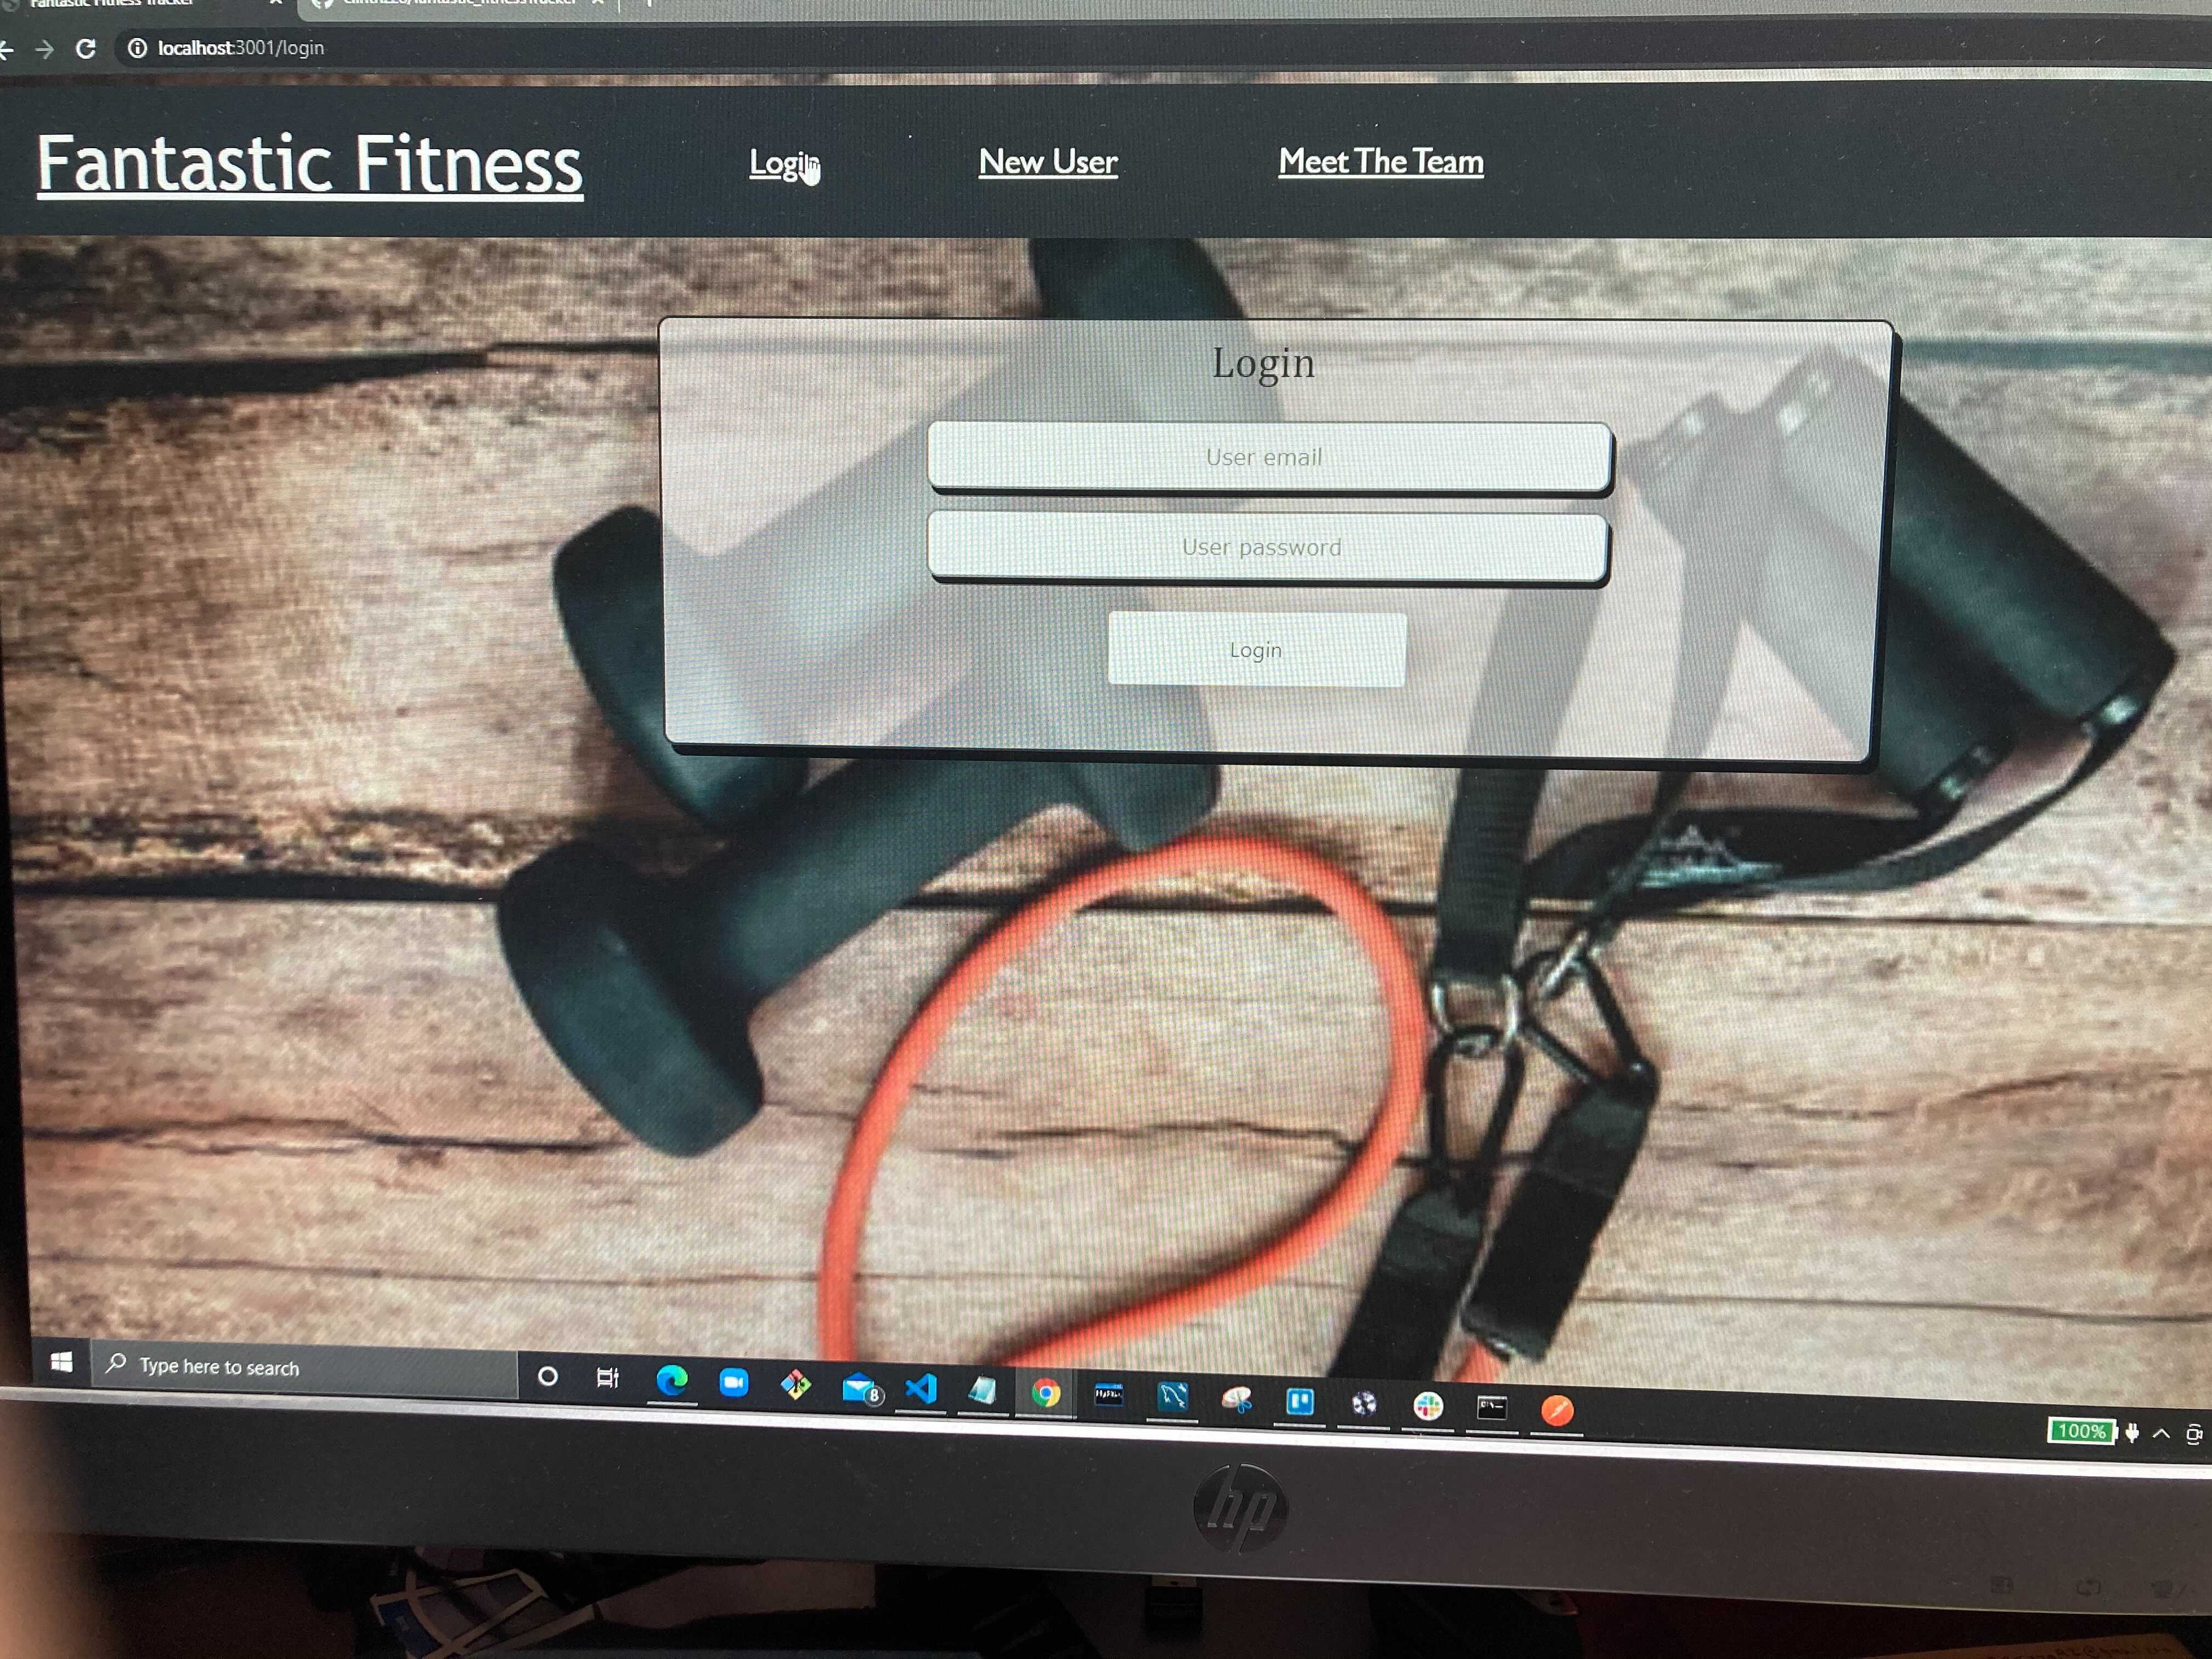 Fantastic Fitness Tracker
localhost:3001/login
Fantastic Fitness
Login
New User
Meet The Team
Login
User email
User password
Login
Type here to search
8
100%
hp